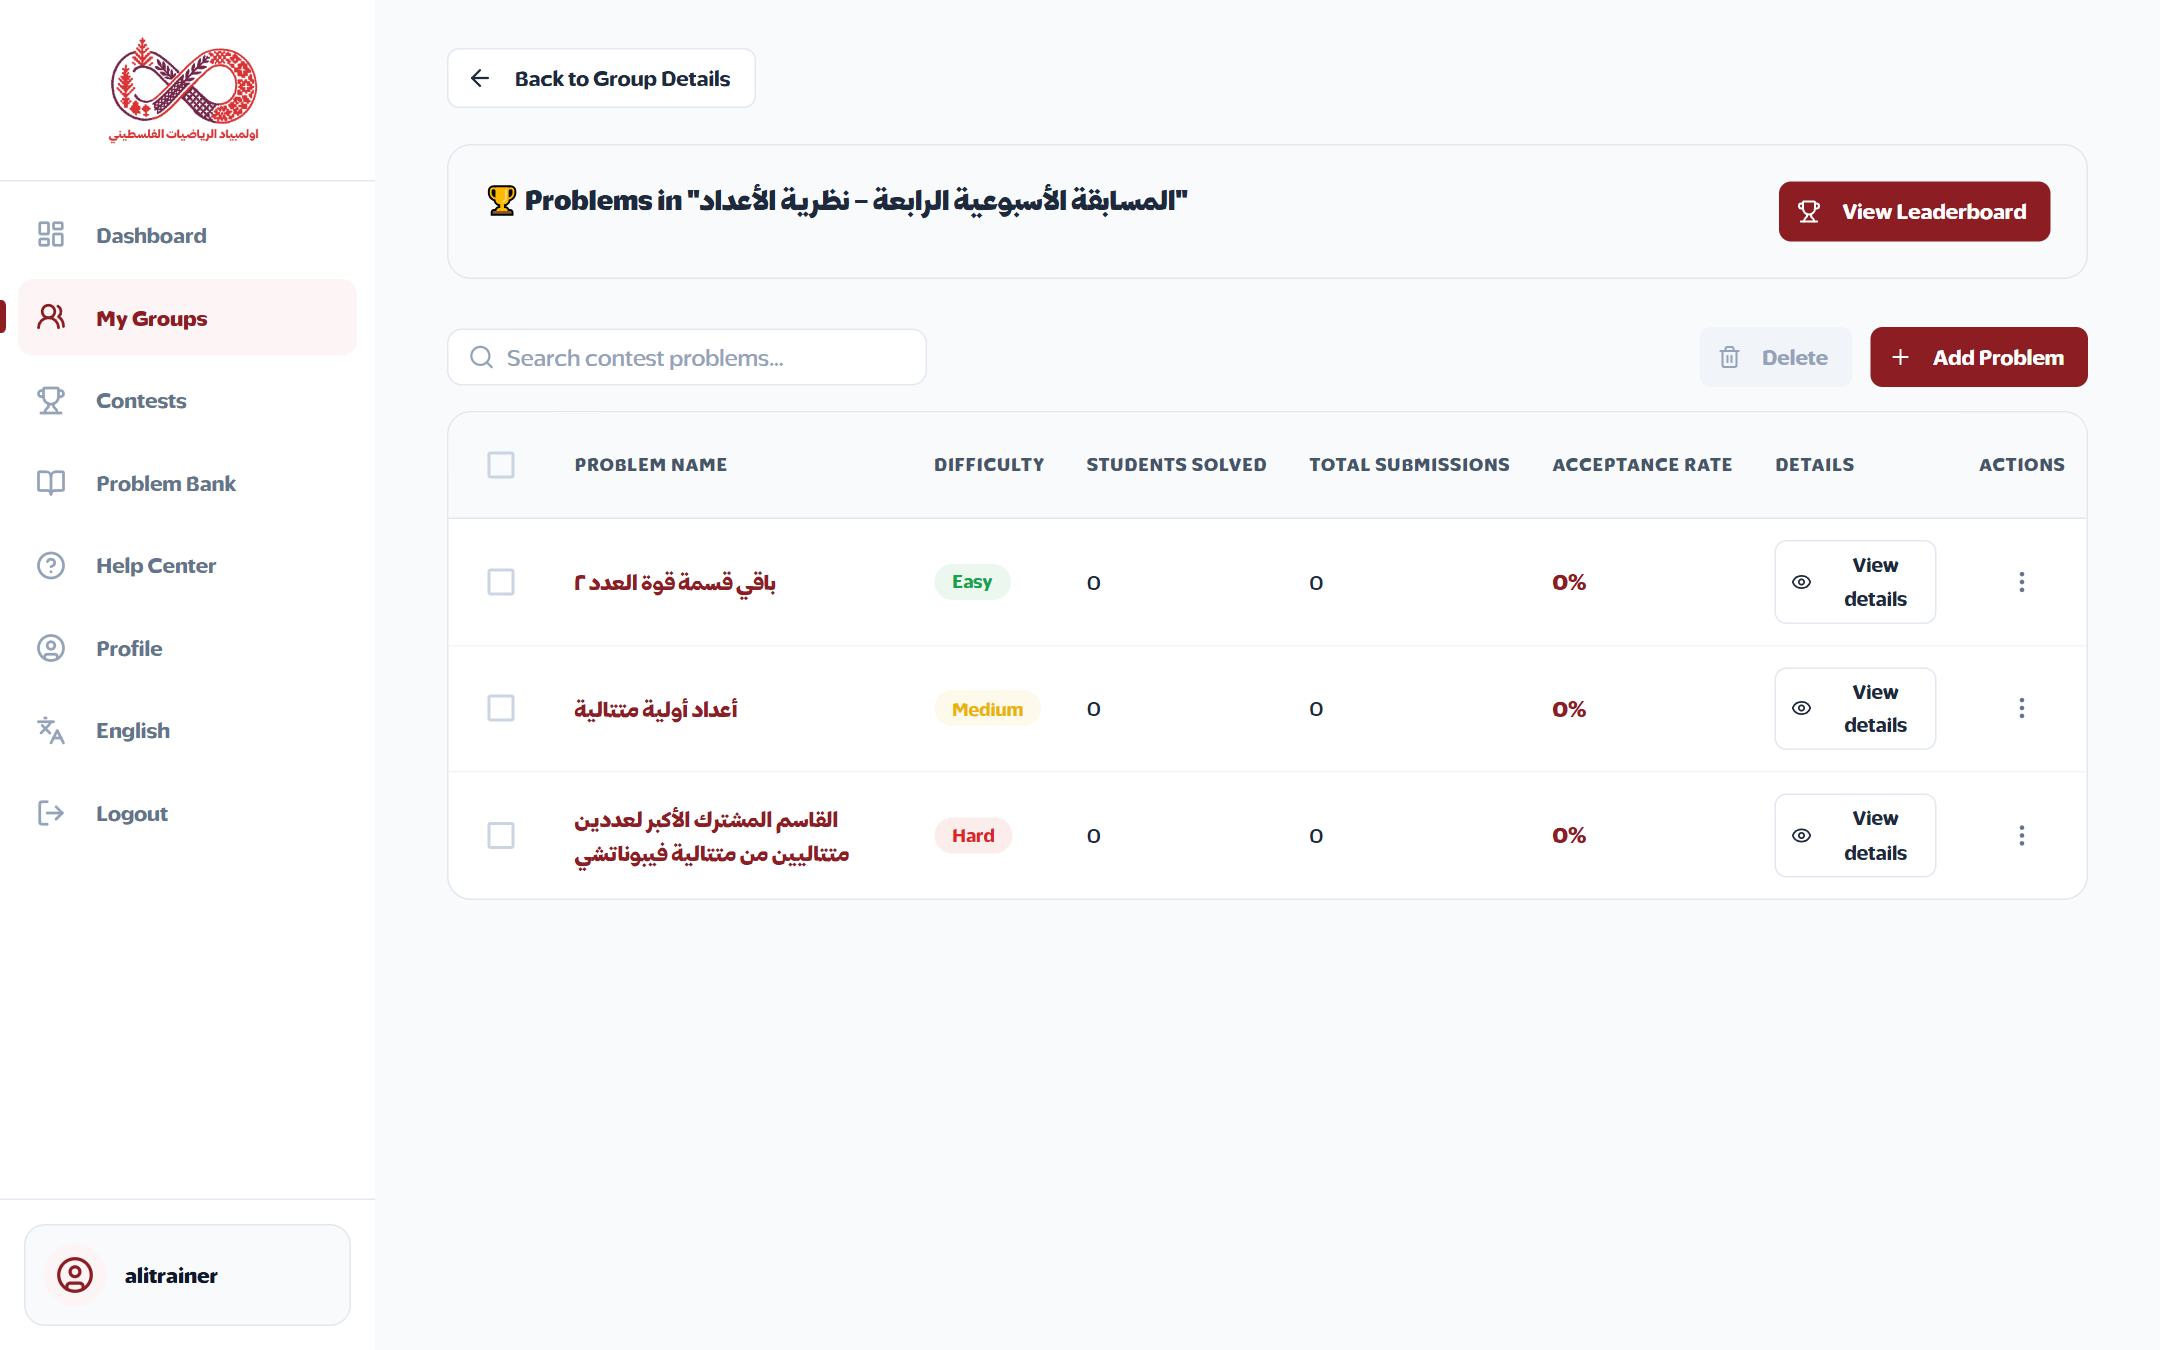 اولمبياد الرياضيات الفلسطيني
Dashboard
My Groups
Contests
Problem Bank
Help Center
Profile
English
Logout
alitrainer
Back to Group Details
🏆 Problems in "المسابقة الأسبوعية الرابعة – نظرية الأعداد"
View Leaderboard
Search contest problems...
Delete
Add Problem
PROBLEM NAME DIFFICULTY STUDENTS SOLVED TOTAL SUBMISSIONS ACCEPTANCE RATE DETAILS ACTIONS
باقي قسمة قوة العدد ٢ Easy 0 0 0% View
details
أعداد أولية متتالية Medium 0 0 0% View
details
القاسم المشترك الأكبر لعددين
متتاليين من متتالية فيبوناتشي Hard 0 0 0% View
details